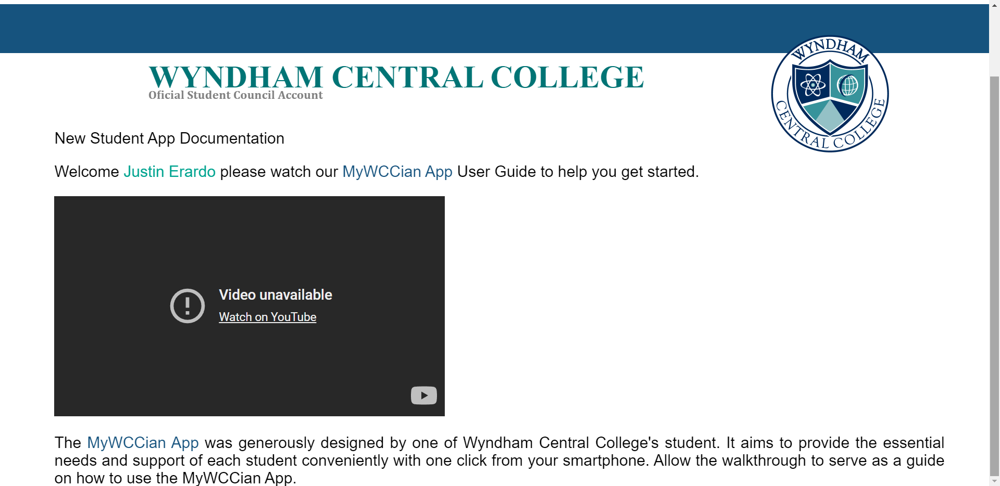 WYNDHAM CENTRAL COLLEGE
Oficial Student Council Account
WYNDHAM
CENTRAL COLLEGE
New Student App Documentation
Welcome Justin Erardo please watch our MyWCCian App User Guide to help you get started.
Video unavailable
Watch on YouTube
The MyWCCian App was generously designed by one of Wyndham Central College's student. It aims to provide the essential
needs and support of each student conveniently with one click from your smartphone. Allow the walkthrough to serve as a guide
on how to use the MyWCCian App.